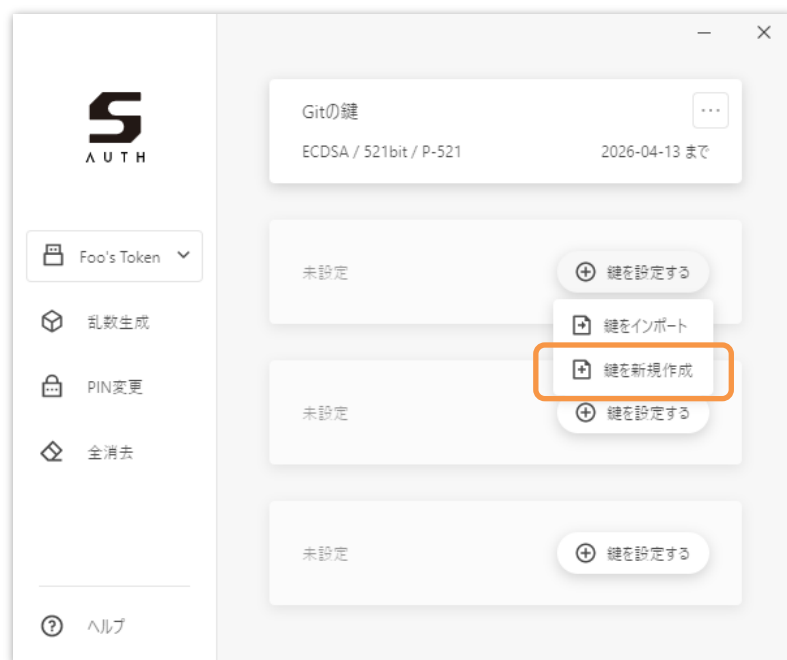 S
AUTH
Foo's Token
乱数生成
PIN変更
全消去
ヘルプ
Gitの鍵
ECDSA / 521bit / P-521
2026-04-13 まで
未設定
鍵を設定する
鍵をインポート
鍵を新規作成
未設定
鍵を設定する
未設定
鍵を設定する